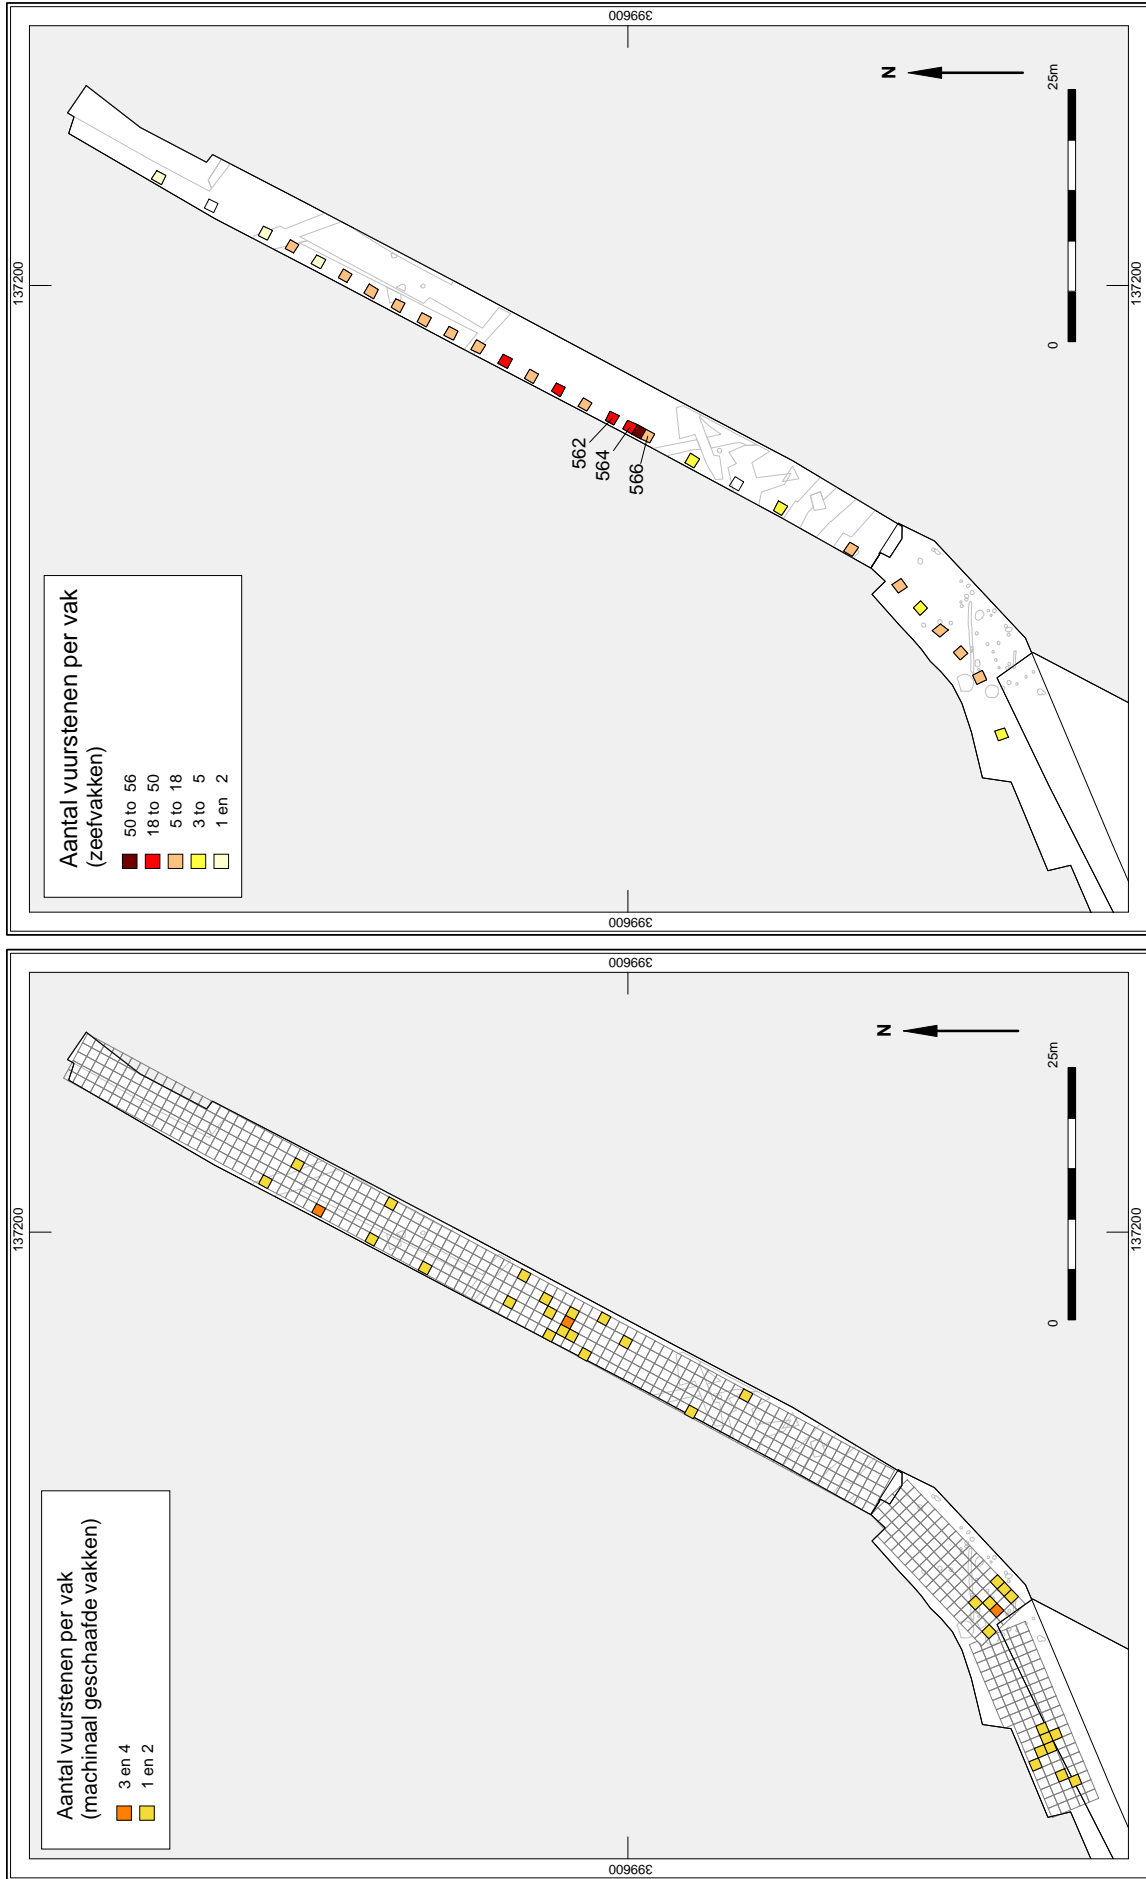 399600
137200
Aantal vuurstenen per vak
(zeefvakken)
50 to 56
18 to 50
5 to 18
3 to 5
1 en 2
562
564
566
N
0
25m
137200
399600
399600
137200
Aantal vuurstenen per vak
(machinaal geschaafde vakken)
3 en 4
1 en 2
N
0
25m
137200
399600